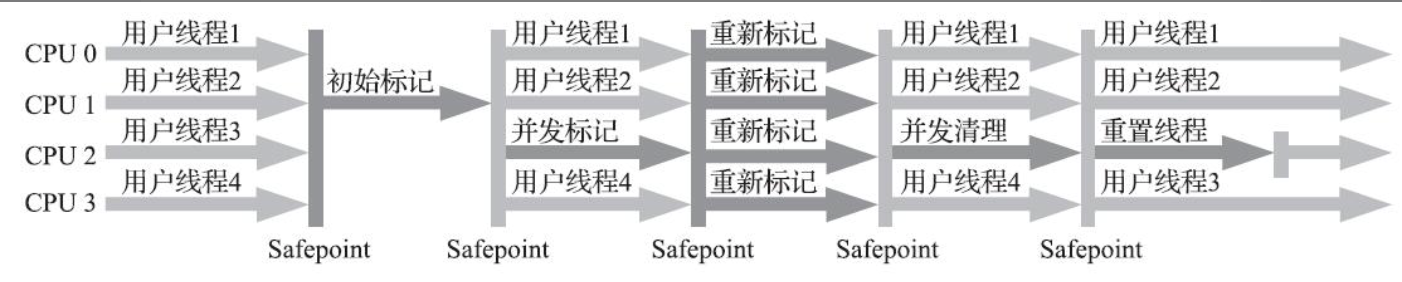 CPU 0 用户线程1 用户线程1 重新标记 用户线程1 用户线程1
CPU 1 用户线程2 初始标记 用户线程2 重新标记 用户线程2 用户线程2
CPU 2 用户线程3 并发标记 重新标记 并发清理 重置线程
CPU 3 用户线程4 用户线程4 重新标记 用户线程4 用户线程3
Safepoint Safepoint Safepoint Safepoint Safepoint